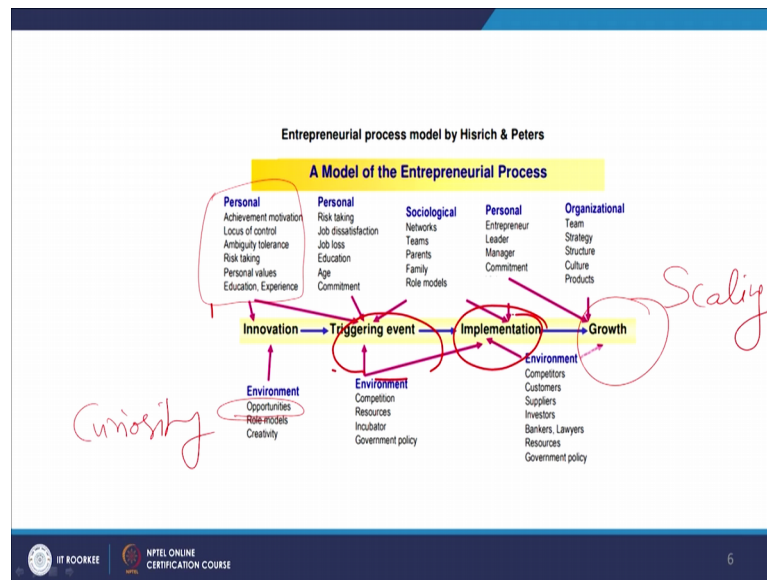 Entrepreneurial process model by Hisrich & Peters
A Model of the Entrepreneurial Process
Personal
Achievement motivation
Locus of control
Ambiguity tolerance
Risk taking
Personal values
Education, Experience
Personal
Risk taking
Job dissatisfaction
Job loss
Education
Age
Commitment
Sociological
Networks
Teams
Parents
Family
Role models
Personal
Entrepreneur
Leader
Manager
Commitment
Organizational
Team
Strategy
Structure
Culture
Products
Scaling
Innovation
Triggering event
Implementation
Growth
Environment
Opportunities
Role models
Creativity
Curiosity
Environment
Competition
Resources
Incubator
Government policy
Environment
Competitors
Customers
Suppliers
Investors
Bankers, Lawyers
Resources
Government policy
IIT ROORKEE
NPTEL ONLINE
CERTIFICATION COURSE
6